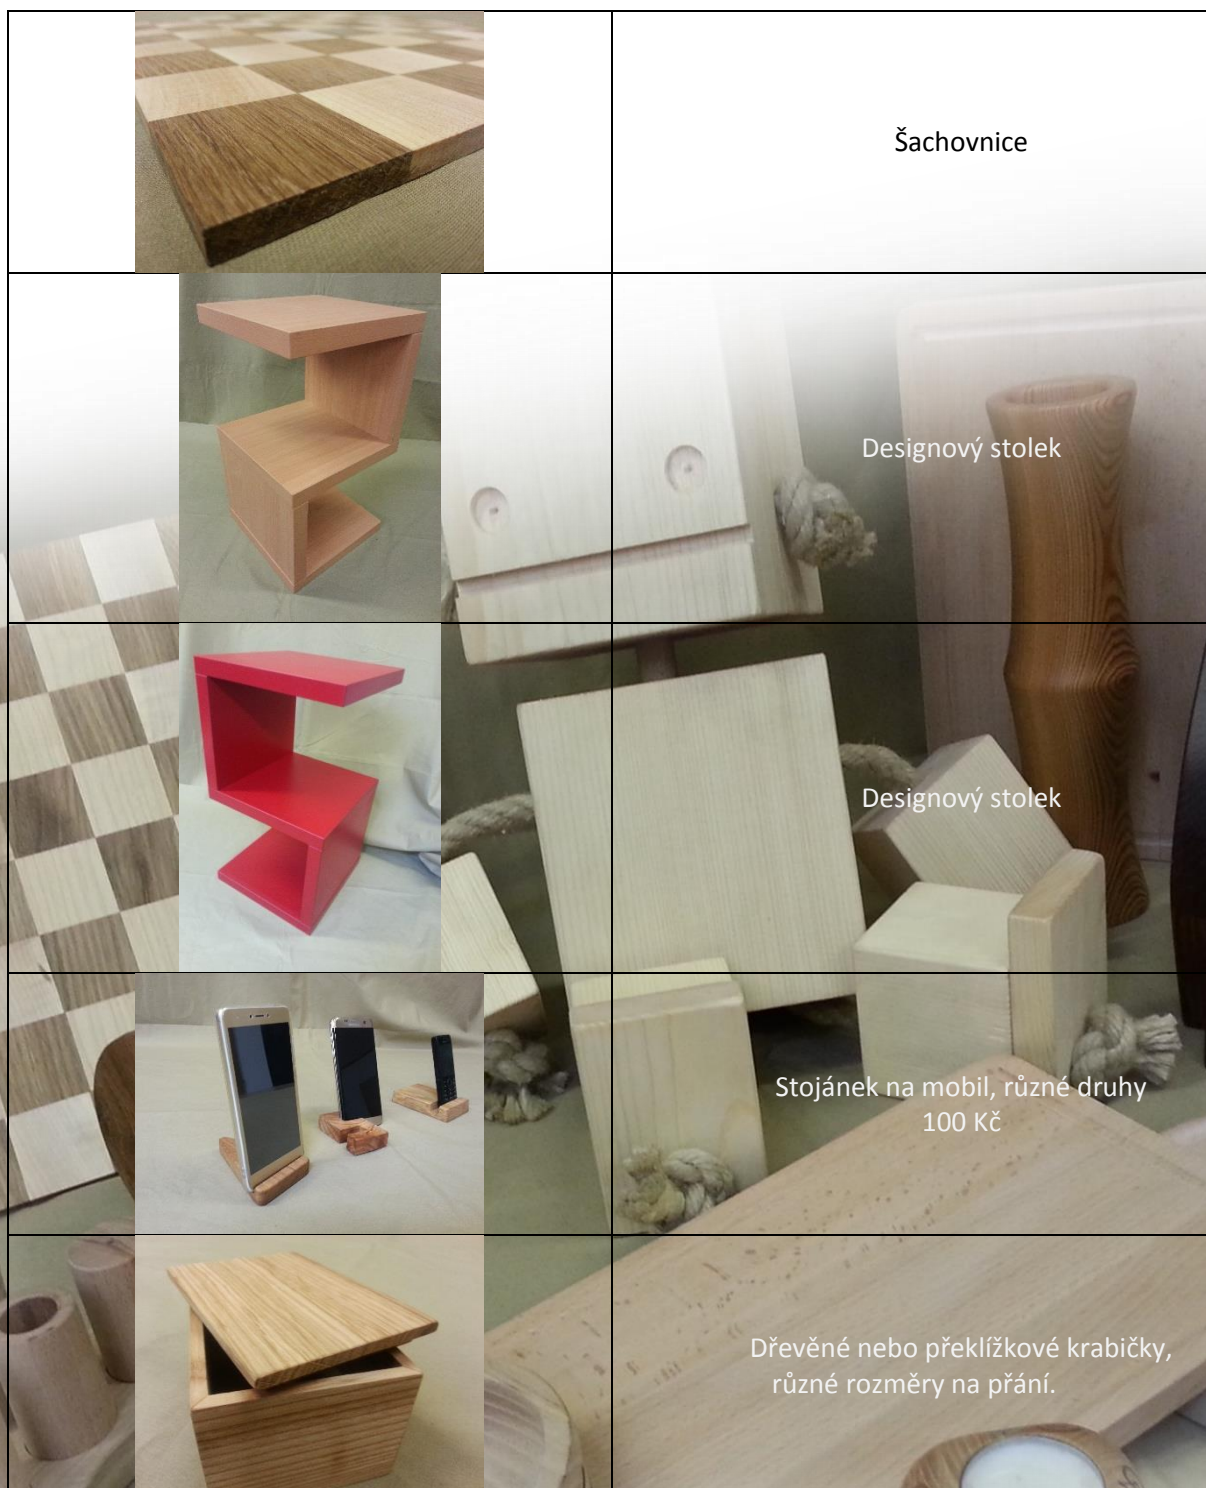 Šachovnice
Designový stolek
Designový stolek
Stojánek na mobil, různé druhy
100 Kč
Dřevěné nebo překlížkové krabičky,
různé rozměry na přání.